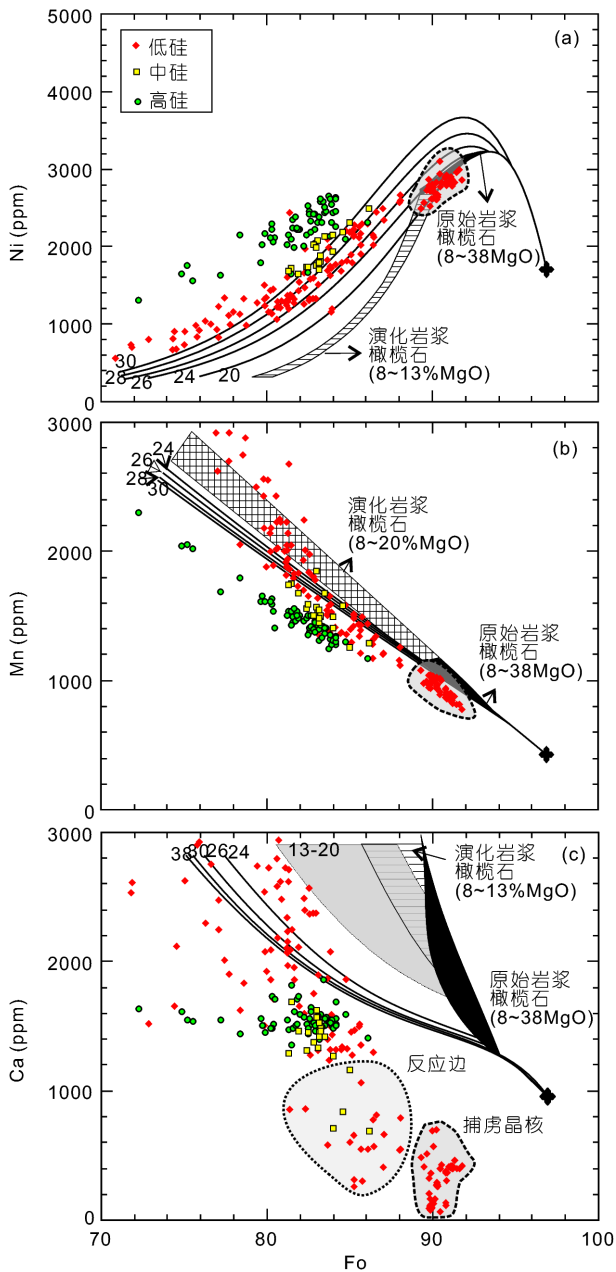 5000
(a)
低硅
中硅
高硅
4000
3000
Ni (ppm)
原始岩浆
橄榄石
(8~38MgO)
2000
演化岩浆
橄榄石
(8~13%MgO)
1000
30
28
26
24
20
0
3000
(b)
24
26
28
30
演化岩浆
橄榄石
(8~20%MgO)
2000
Mn (ppm)
原始岩浆
橄榄石
(8~38MgO)
1000
0
3000
(c)
38
30
26
24
13-20
演化岩浆
橄榄石
(8~13%MgO)
2000
原始岩浆
橄榄石
(8~38MgO)
Ca (ppm)
反应边
1000
捕虏晶核
0
70
80
90
100
Fo